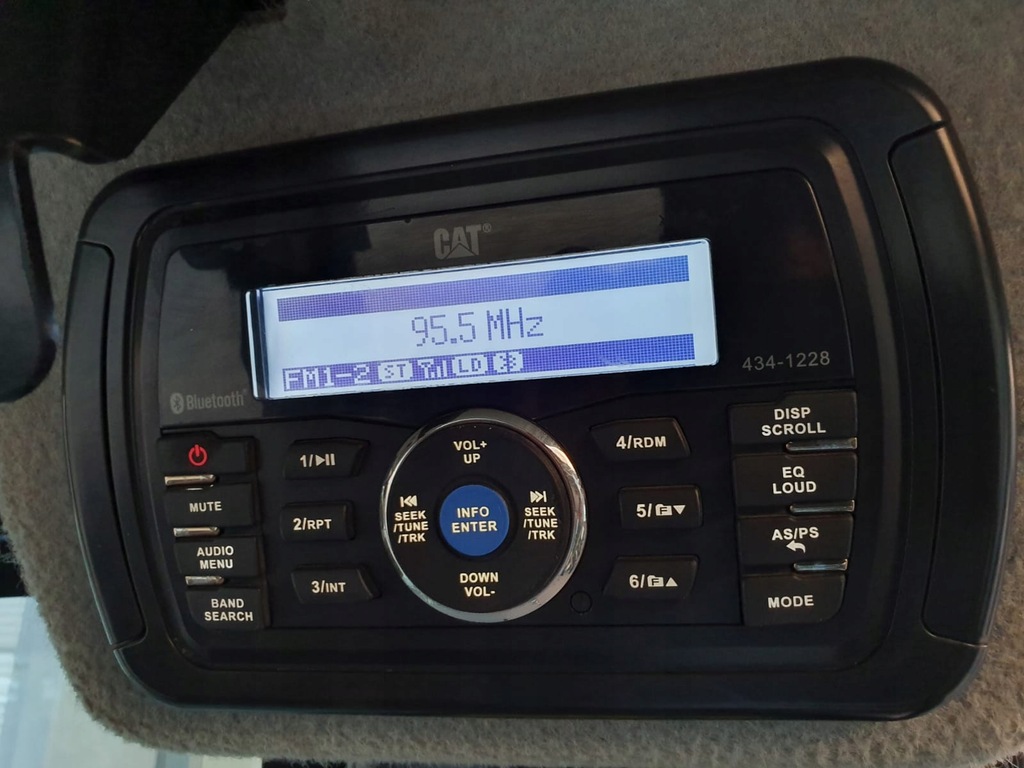 CAT®
95.5 MHz
FM1-2 ST LD
434-1228
Bluetooth®
MUTE
AUDIO
MENU
BAND
SEARCH
1/
2/RPT
3/INT
VOL+
UP
SEEK
/TUNE
/TRK
INFO
ENTER
SEEK
/TUNE
/TRK
DOWN
VOL-
4/RDM
5/F
6/F
DISP
SCROLL
EQ
LOUD
AS/PS
MODE